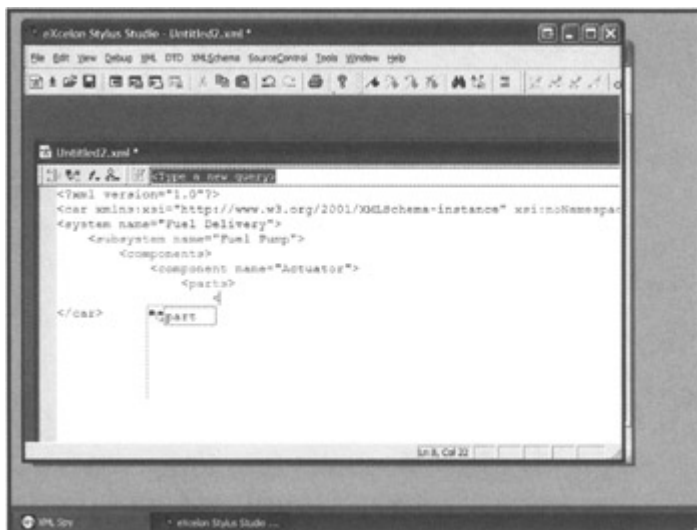 eXcelon Stylus Studio - Untitled2.xml *
File Edit View Debug XML DTD XMLSchema SourceControl Tools Window Help
Untitled2.xml *
<Type a new query>
<?xml version="1.0"?>
<car xmlns:xsi="http://www.w3.org/2001/XMLSchema-instance" xsi:noNamespac
<system name="Fuel Delivery">
<subsystem name="Fuel Pump">
<components>
<component name="Actuator">
<parts>
<
</car>
part
Ln 8, Col 22
XML Spy
eXcelon Stylus Studio ...